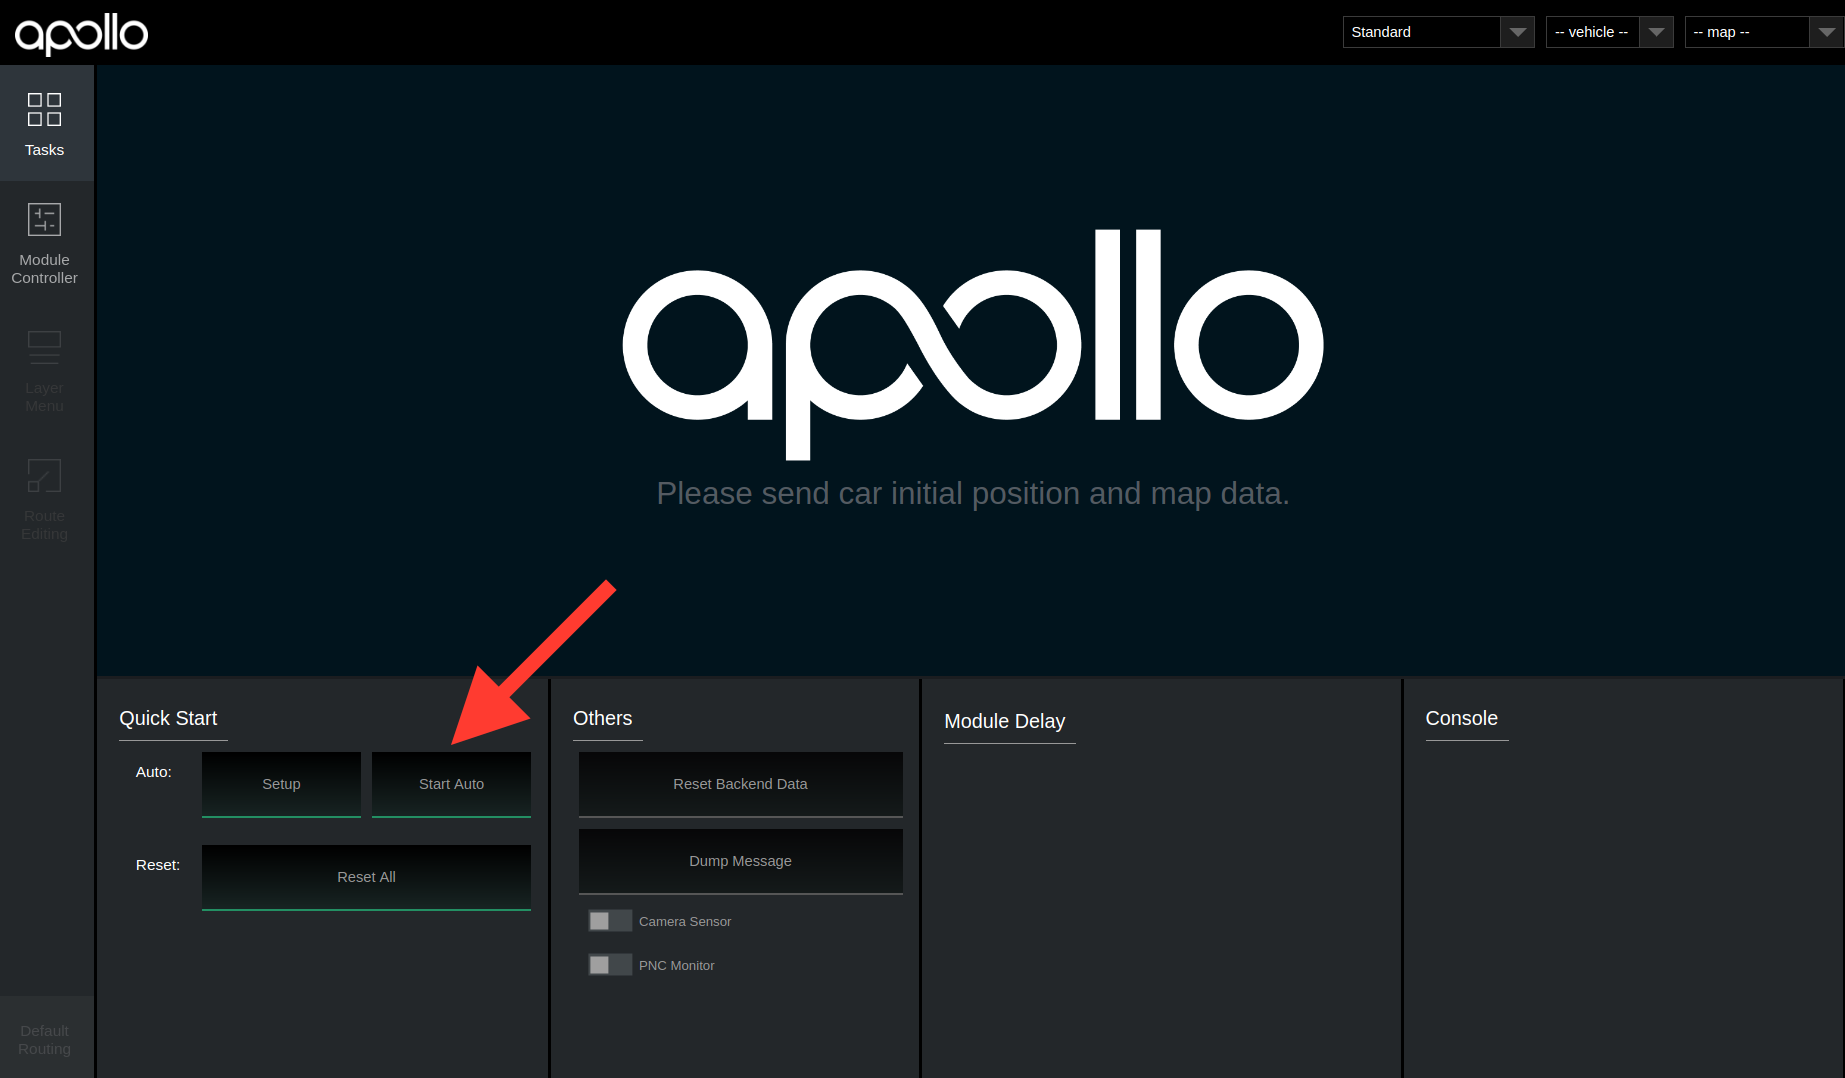 apollo
Standard
-- vehicle --
-- map --
Tasks
Module
Controller
Layer
Menu
Route
Editing
Default
Routing
apollo
Please send car initial position and map data.
Quick Start
Auto:
Setup
Start Auto
Reset:
Reset All
Others
Reset Backend Data
Dump Message
Camera Sensor
PNC Monitor
Module Delay
Console